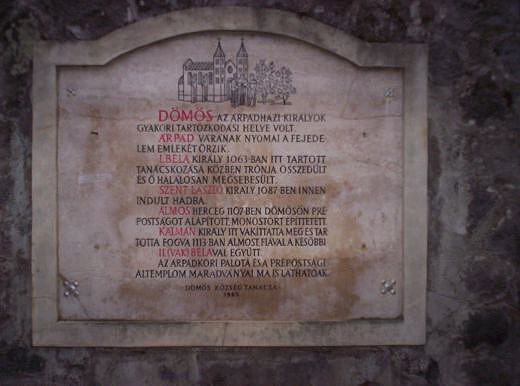 DÖMÖS AZ ÁRPÁDHÁZI KIRÁLYOK
GYAKORI TARTÓZKODÁSI HELYE VOLT.
ÁRPÁD VÁRÁNAK NYOMAI A FEJEDE-
LEM EMLÉKÉT ŐRZIK.
I. BÉLA KIRÁLY 1063-BAN ITT TARTOTT
TANÁCSKOZÁSA KÖZBEN TRÓNJA ÖSSZEDŰLT
ÉS Ő HALÁLOSAN MEGSEBESÜLT.
SZENT LÁSZLÓ KIRÁLY 1087-BEN INNEN
INDULT HADBA.
ÁLMOS HERCEG 1107-BEN DÖMÖSÖN PRÉ-
POSTSÁGOT ALAPÍTOTT, MONOSTORT ÉPÍTTETETT.
KÁLMÁN KIRÁLY ITT VAKÍTTATTA MEG ÉS TAR
TOTTA FOGVA 1113-BAN ÁLMOST FIÁVAL A KÉSŐBBI
II. (VAK) BÉLÁVAL EGYÜTT.
AZ ÁRPÁDKORI PALOTA ÉS A PRÉPOSTSÁGI
ALTEMPLOM MARADVÁNYAI MA IS LÁTHATÓAK.
DÖMÖS KÖZSÉG TANÁCSA